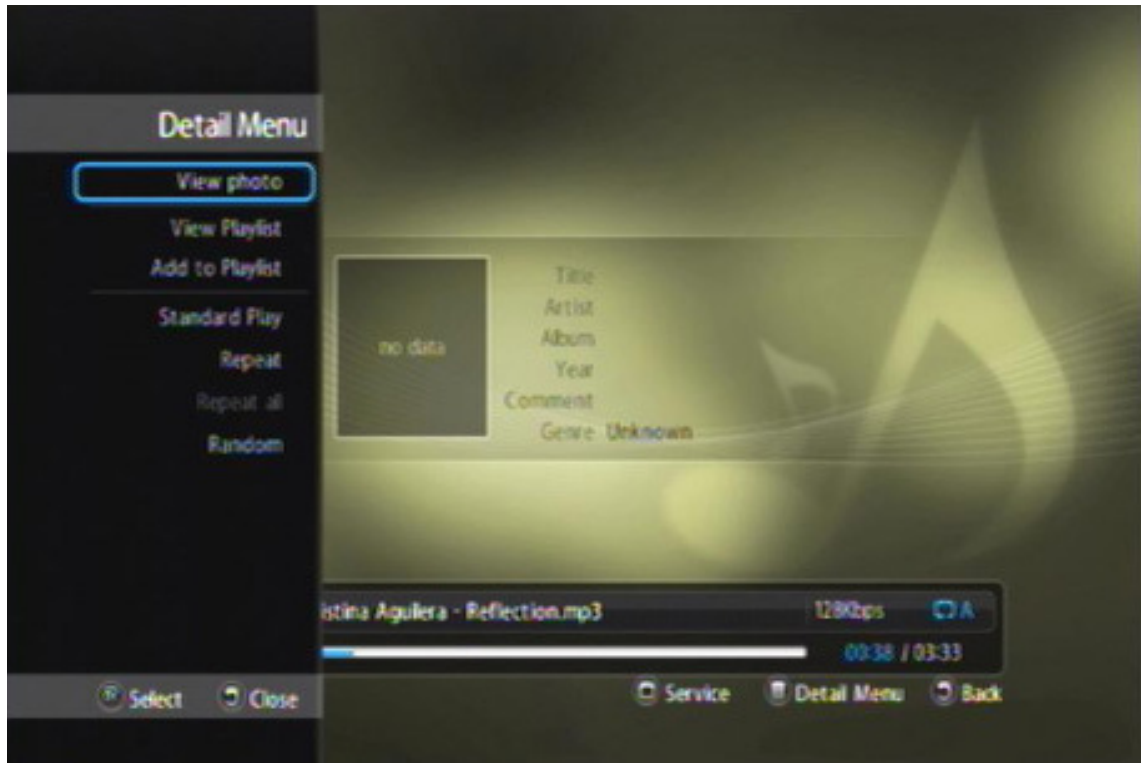 Detail Menu
View photo
View Playlist
Add to Playlist
Standard Play
Repeat
Repeat all
Random
no data
Title
Artist
Album
Year
Comment
Genre Unknown
istina Aguilera - Reflection.mp3 128Kbps A
00:38 / 03:33
Select Close Service Detail Menu Back